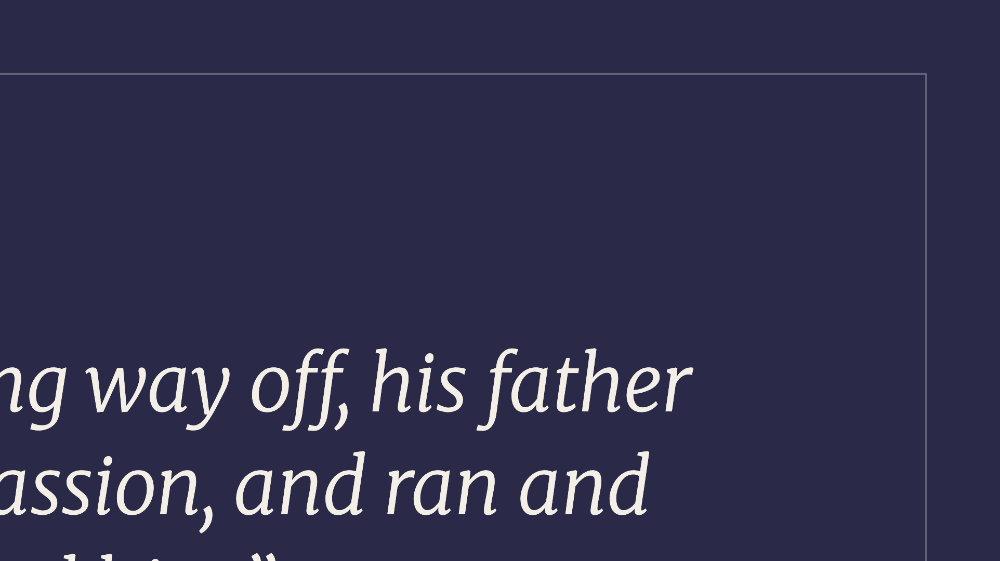 ng way off, his father
assion, and ran and